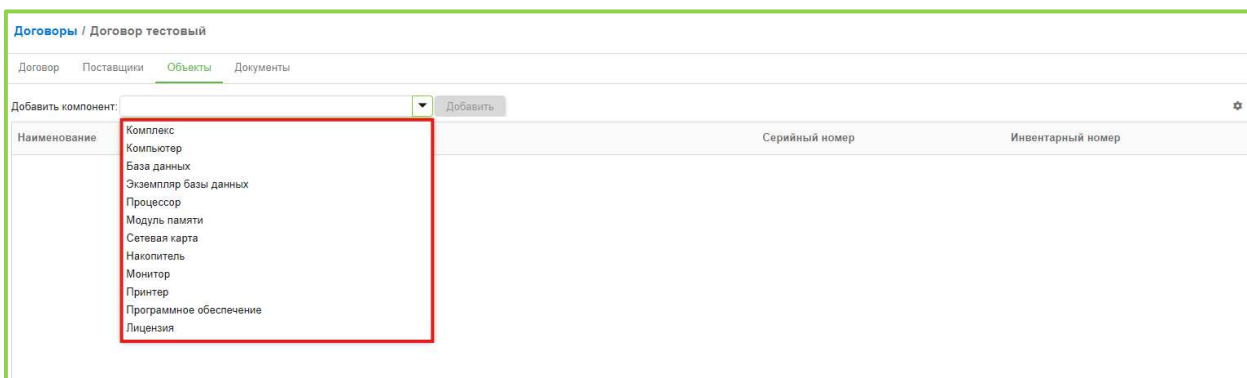 Договоры / Договор тестовый
Договор Поставщики Объекты Документы
Добавить компонент: Добавить
Наименование Серийный номер Инвентарный номер
Комплекс
Компьютер
База данных
Экземпляр базы данных
Процессор
Модуль памяти
Сетевая карта
Накопитель
Монитор
Принтер
Программное обеспечение
Лицензия